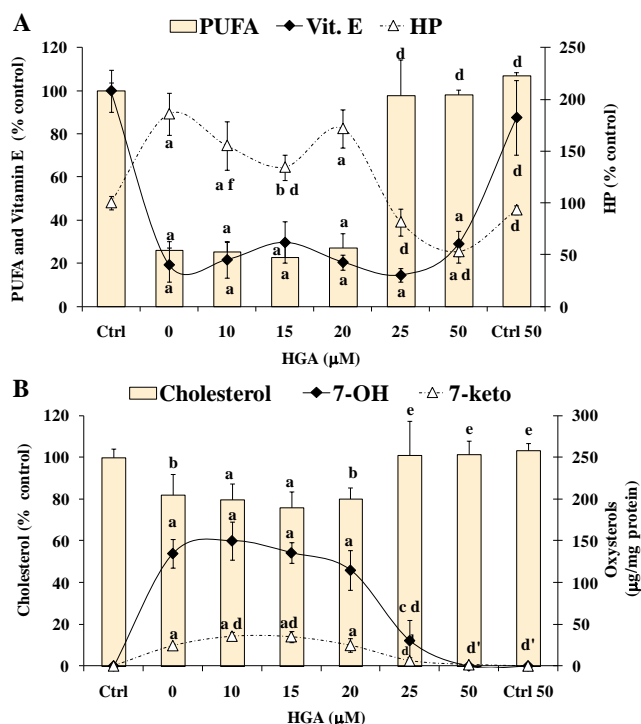 A
PUFA Vit. E HP
120 100 80 60 40 20 0
PUFA and Vitamin E (% control)
250 200 150 100 50 0
HP (% control)
d d d
a a f b d a d a d
a a a a d a d d
a a a a a
Ctrl 0 10 15 20 25 50 Ctrl 50
HGA (µM)
B
Cholesterol 7-OH 7-keto
120 100 80 60 40 20 0
Cholesterol (% control)
300 250 200 150 100 50 0
Oxysterols
(µg/mg protein)
e e e
b a a b
a a a a c d
a a d ad a d d' d'
Ctrl 0 10 15 20 25 50 Ctrl 50
HGA (µM)